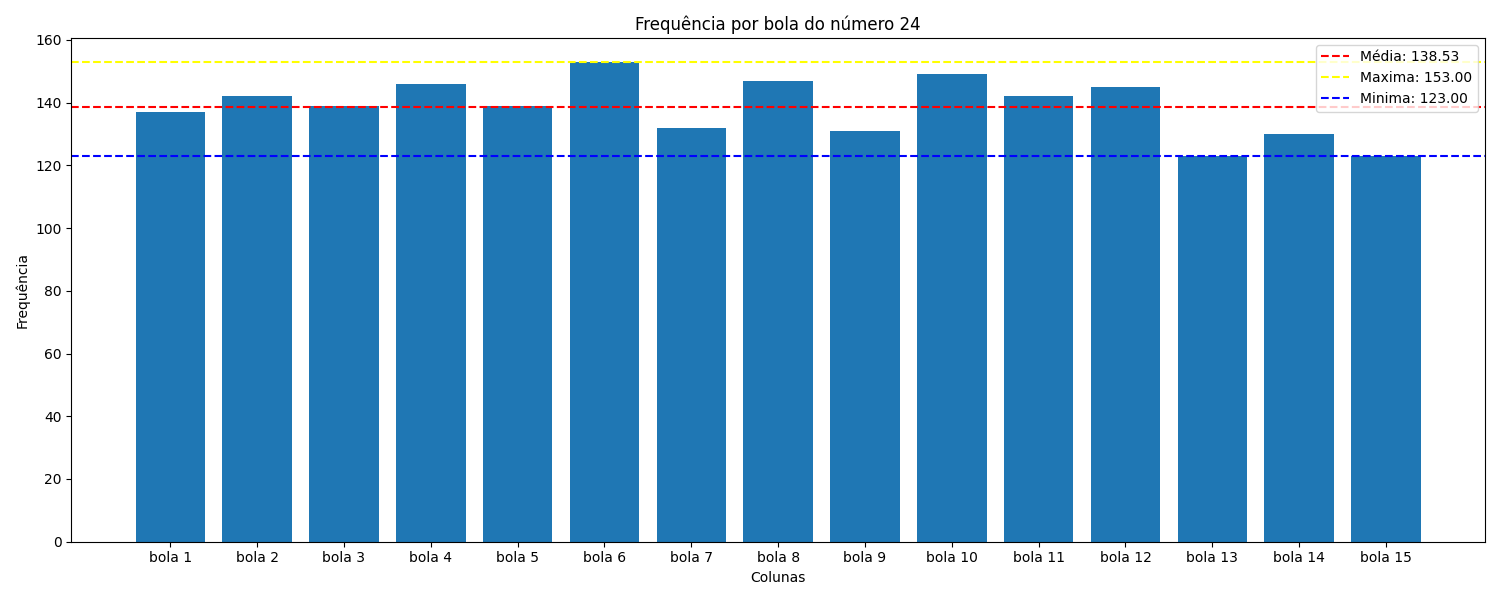 Frequência por bola do número 24
Média: 138.53
Maxima: 153.00
Minima: 123.00
Frequência
160
140
120
100
80
60
40
20
0
bola 1 bola 2 bola 3 bola 4 bola 5 bola 6 bola 7 bola 8 bola 9 bola 10 bola 11 bola 12 bola 13 bola 14 bola 15
Colunas